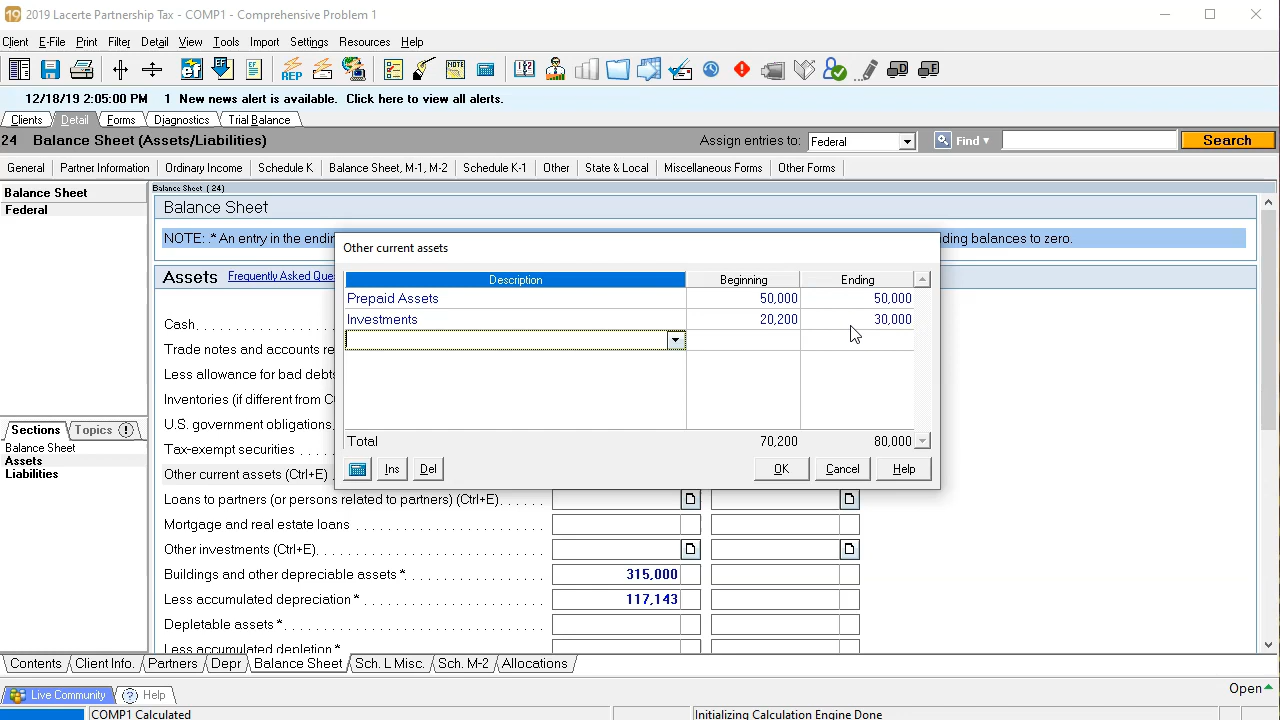 19 2019 Lacerte Partnership Tax - COMP1 - Comprehensive Problem 1
Client E-File Print Filter Detail View Tools Import Settings Resources Help
REP
12/18/19 2:05:00 PM 1 New news alert is available. Click here to view all alerts.
Clients Detail Forms Diagnostics Trial Balance
24 Balance Sheet (Assets/Liabilities) Assign entries to: Federal Find Search
General Partner Information Ordinary Income Schedule K Balance Sheet, M-1, M-2 Schedule K-1 Other State & Local Miscellaneous Forms Other Forms
Balance Sheet
Federal
Balance Sheet (24)
Balance Sheet
NOTE: .* An entry in the endin
ding balances to zero.
Assets Frequently Asked Que
Cash
Trade notes and accounts re
Less allowance for bad debts
Inventories (if different from C
U.S. government obligations.
Tax-exempt securities
Other current assets (Ctrl+E)
Loans to partners (or persons related to partners) (Ctrl+E)
Mortgage and real estate loans
Other investments (Ctrl+E)
Buildings and other depreciable assets * 315,000
Less accumulated depreciation * 117,143
Depletable assets *
Less accumulated depletion *
Other current assets
Description Beginning Ending
Prepaid Assets 50,000 50,000
Investments 20,200 30,000
Total 70,200 80,000
Ins Del OK Cancel Help
Sections Topics
Balance Sheet
Assets
Liabilities
Contents Client Info. Partners Depr Balance Sheet Sch. L Misc. Sch. M-2 Allocations
Live Community Help Open
COMP1 Calculated Initializing Calculation Engine Done